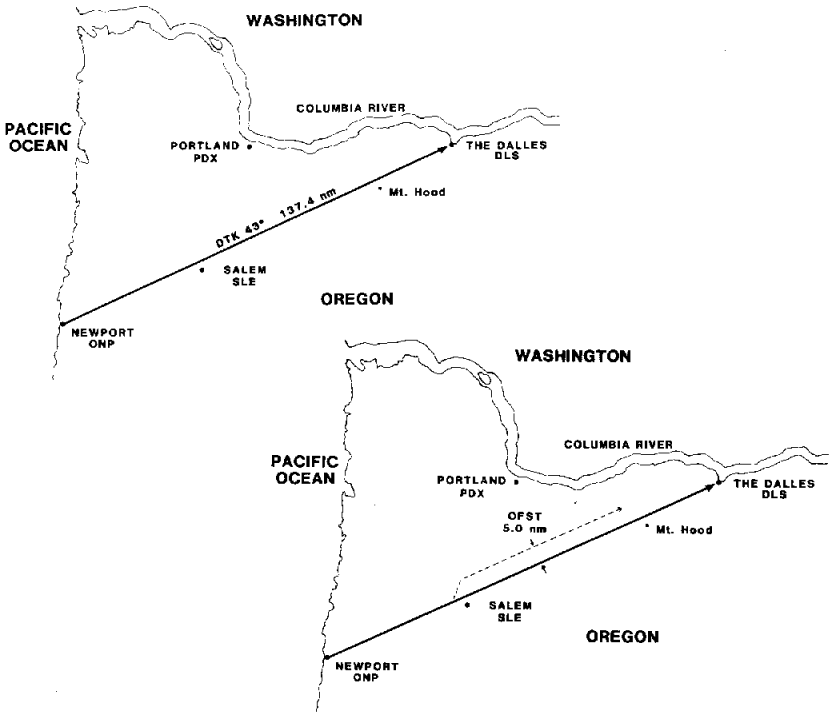 WASHINGTON
COLUMBIA RIVER
PACIFIC
OCEAN
PORTLAND
PDX
THE DALLES
DLS
Mt. Hood
DTK 43° 137.4 nm
SALEM
SLE
OREGON
NEWPORT
ONP
WASHINGTON
COLUMBIA RIVER
PACIFIC
OCEAN
PORTLAND
PDX
THE DALLES
DLS
OFST
5.0 nm
Mt. Hood
SALEM
SLE
OREGON
NEWPORT
ONP